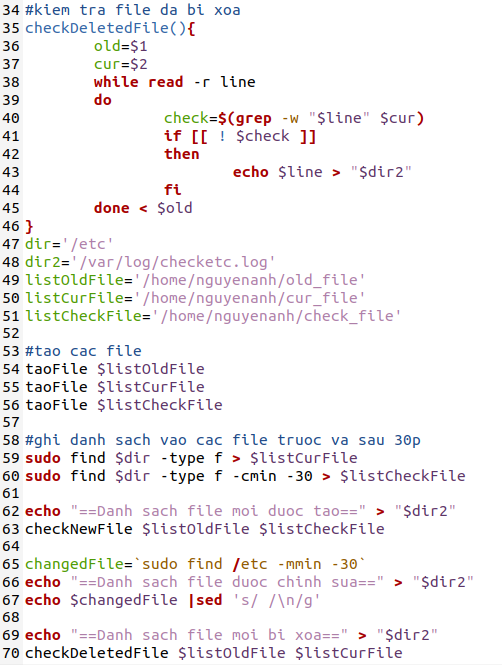 34 #kiem tra file da bi xoa
35 checkDeletedFile(){
36         old=$1
37         cur=$2
38         while read -r line
39         do
40                 check=$(grep -w "$line" $cur)
41                 if [[ ! $check ]]
42                 then
43                         echo $line > "$dir2"
44                 fi
45         done < $old
46 }
47 dir='/etc'
48 dir2='/var/log/checketc.log'
49 listOldFile='/home/nguyenanh/old_file'
50 listCurFile='/home/nguyenanh/cur_file'
51 listCheckFile='/home/nguyenanh/check_file'
52
53 #tao cac file
54 taoFile $listOldFile
55 taoFile $listCurFile
56 taoFile $listCheckFile
57
58 #ghi danh sach vao cac file truoc va sau 30p
59 sudo find $dir -type f > $listCurFile
60 sudo find $dir -type f -cmin -30 > $listCheckFile
61
62 echo "==Danh sach file moi duoc tao==" > "$dir2"
63 checkNewFile $listOldFile $listCheckFile
64
65 changedFile=`sudo find /etc -mmin -30`
66 echo "==Danh sach file duoc chinh sua==" > "$dir2"
67 echo $changedFile |sed 's/ /\n/g'
68
69 echo "==Danh sach file moi bi xoa==" > "$dir2"
70 checkDeletedFile $listOldFile $listCurFile